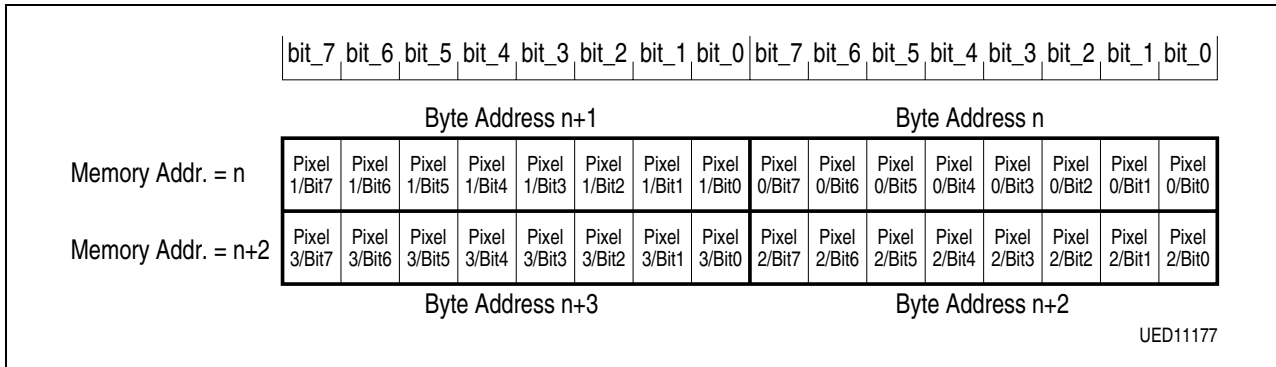 bit_7 bit_6 bit_5 bit_4 bit_3 bit_2 bit_1 bit_0 bit_7 bit_6 bit_5 bit_4 bit_3 bit_2 bit_1 bit_0
Byte Address n+1 Byte Address n
Memory Addr. = n
Pixel Pixel Pixel Pixel Pixel Pixel Pixel Pixel Pixel Pixel Pixel Pixel Pixel Pixel Pixel Pixel
1/Bit7 1/Bit6 1/Bit5 1/Bit4 1/Bit3 1/Bit2 1/Bit1 1/Bit0 0/Bit7 0/Bit6 0/Bit5 0/Bit4 0/Bit3 0/Bit2 0/Bit1 0/Bit0
Memory Addr. = n+2
Pixel Pixel Pixel Pixel Pixel Pixel Pixel Pixel Pixel Pixel Pixel Pixel Pixel Pixel Pixel Pixel
3/Bit7 3/Bit6 3/Bit5 3/Bit4 3/Bit3 3/Bit2 3/Bit1 3/Bit0 2/Bit7 2/Bit6 2/Bit5 2/Bit4 2/Bit3 2/Bit2 2/Bit1 2/Bit0
Byte Address n+3 Byte Address n+2
UED11177